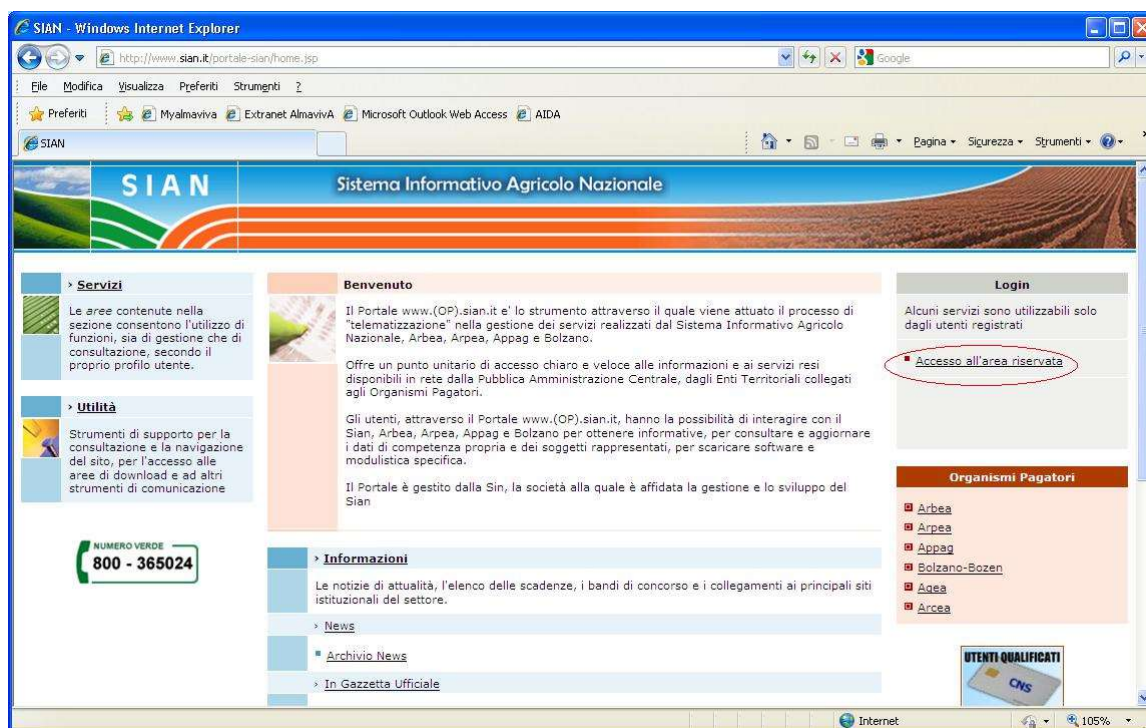 SIAN - Windows Internet Explorer
http://www.sian.it/portale-sian/home.jsp
Google
File Modifica Visualizza Preferiti Strumenti ?
Preferiti Myalmaviva Extranet AlmavivA Microsoft Outlook Web Access AIDA
SIAN
Pagina Sicurezza Strumenti
SIAN
Sistema Informativo Agricolo Nazionale
› Servizi
Le aree contenute nella
sezione consentono l'utilizzo di
funzioni, sia di gestione che di
consultazione, secondo il
proprio profilo utente.
› Utilità
Strumenti di supporto per la
consultazione e la navigazione
del sito, per l'accesso alle
aree di download e ad altri
strumenti di comunicazione
NUMERO VERDE
800 - 365024
Benvenuto
Il Portale www.(OP).sian.it e' lo strumento attraverso il quale viene attuato il processo di
"telematizzazione" nella gestione dei servizi realizzati dal Sistema Informativo Agricolo
Nazionale, Arbea, Arpea, Appag e Bolzano.
Offre un punto unitario di accesso chiaro e veloce alle informazioni e ai servizi resi
disponibili in rete dalla Pubblica Amministrazione Centrale, dagli Enti Territoriali collegati
agli Organismi Pagatori.
Gli utenti, attraverso il Portale www.(OP).sian.it, hanno la possibilità di interagire con il
Sian, Arbea, Arpea, Appag e Bolzano per ottenere informative, per consultare e aggiornare
i dati di competenza propria e dei soggetti rappresentati, per scaricare software e
modulistica specifica.
Il Portale è gestito dalla Sin, la società alla quale è affidata la gestione e lo sviluppo del
Sian
› Informazioni
Le notizie di attualità, l'elenco delle scadenze, i bandi di concorso e i collegamenti ai principali siti
istituzionali del settore.
› News
Archivio News
› In Gazzetta Ufficiale
Login
Alcuni servizi sono utilizzabili solo
dagli utenti registrati
Accesso all'area riservata
Organismi Pagatori
Arbea
Arpea
Appag
Bolzano-Bozen
Agea
Arcea
UTENTI QUALIFICATI
CNS
Internet
105%